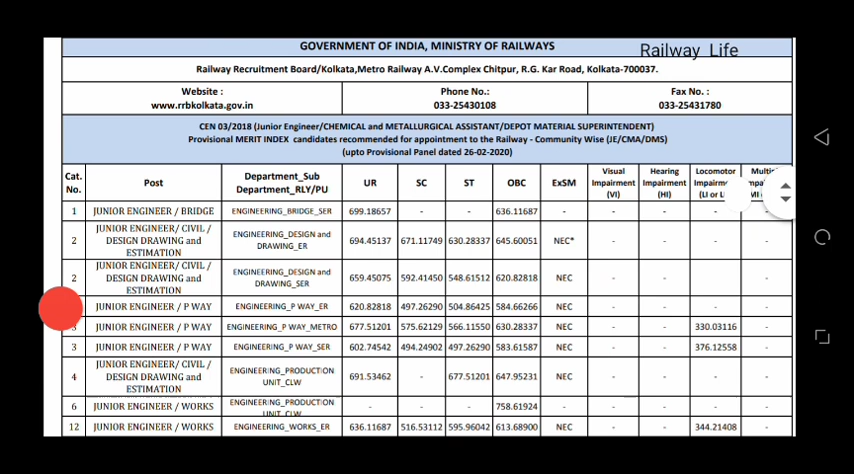 GOVERNMENT OF INDIA, MINISTRY OF RAILWAYS
Railway Life
Railway Recruitment Board/Kolkata,Metro Railway A.V.Complex Chitpur, R.G. Kar Road, Kolkata-700037.
Website : Phone No.: Fax No. :
www.rrbkolkata.gov.in 033-25430108 033-25431780
CEN 03/2018 (Junior Engineer/CHEMICAL and METALLURGICAL ASSISTANT/DEPOT MATERIAL SUPERINTENDENT)
Provisional MERIT INDEX candidates recommended for appointment to the Railway - Community Wise (JE/CMA/DMS)
(upto Provisional Panel dated 26-02-2020)
Cat. No. Post Department_Sub Department_RLY/PU UR SC ST OBC ExSM Visual Impairment (VI) Hearing Impairment (HI) Locomotor
1 JUNIOR ENGINEER / BRIDGE ENGINEERING_BRIDGE_SER 699.18657 - - 636.11687 - - - - -
2 JUNIOR ENGINEER/ CIVIL / DESIGN DRAWING and ESTIMATION ENGINEERING_DESIGN and DRAWING_ER 694.45137 671.11749 630.28337 645.60051 NEC* - - - -
2 JUNIOR ENGINEER/ CIVIL / DESIGN DRAWING and ESTIMATION ENGINEERING_DESIGN and DRAWING_SER 659.45075 592.41450 548.61512 620.82818 NEC - - - -
JUNIOR ENGINEER / P WAY ENGINEERING_P WAY_ER 620.82818 497.26290 504.86425 584.66266 NEC - - - -
3 JUNIOR ENGINEER / P WAY ENGINEERING_P WAY_METRO 677.51201 575.62129 566.11550 630.28337 NEC - - 330.03116 -
3 JUNIOR ENGINEER / P WAY ENGINEERING_P WAY_SER 602.74542 494.24902 497.26290 583.61587 NEC - - 376.12558 -
4 JUNIOR ENGINEER/ CIVIL / DESIGN DRAWING and ESTIMATION ENGINEERING_PRODUCTION UNIT_CLW 691.53462 - 677.51201 647.95231 NEC - - - -
6 JUNIOR ENGINEER / WORKS ENGINEERING_PRODUCTION UNIT_CLW - - - 758.61924 - - - - -
12 JUNIOR ENGINEER / WORKS ENGINEERING_WORKS_ER 636.11687 516.53112 595.96042 613.68900 NEC - - 344.21408 -